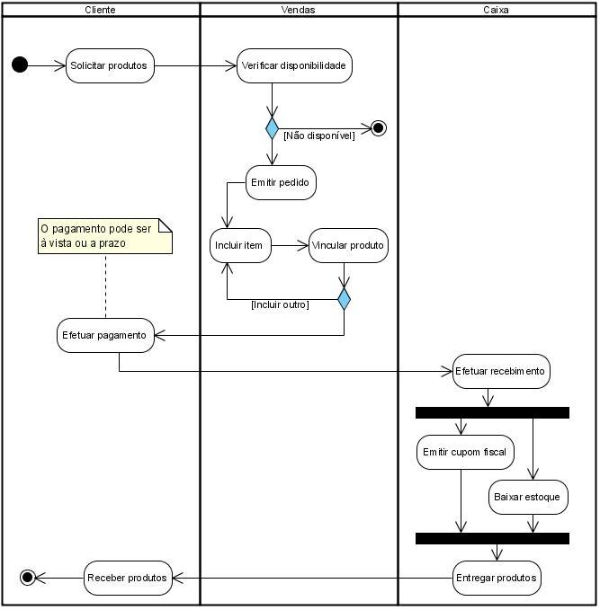 Cliente
Vendas
Caixa
Solicitar produtos
Verificar disponibilidade
[Não disponível]
Emitir pedido
O pagamento pode ser
à vista ou a prazo
Incluir item
Vincular produto
[Incluir outro]
Efetuar pagamento
Efetuar recebimento
Emitir cupom fiscal
Baixar estoque
Receber produtos
Entregar produtos